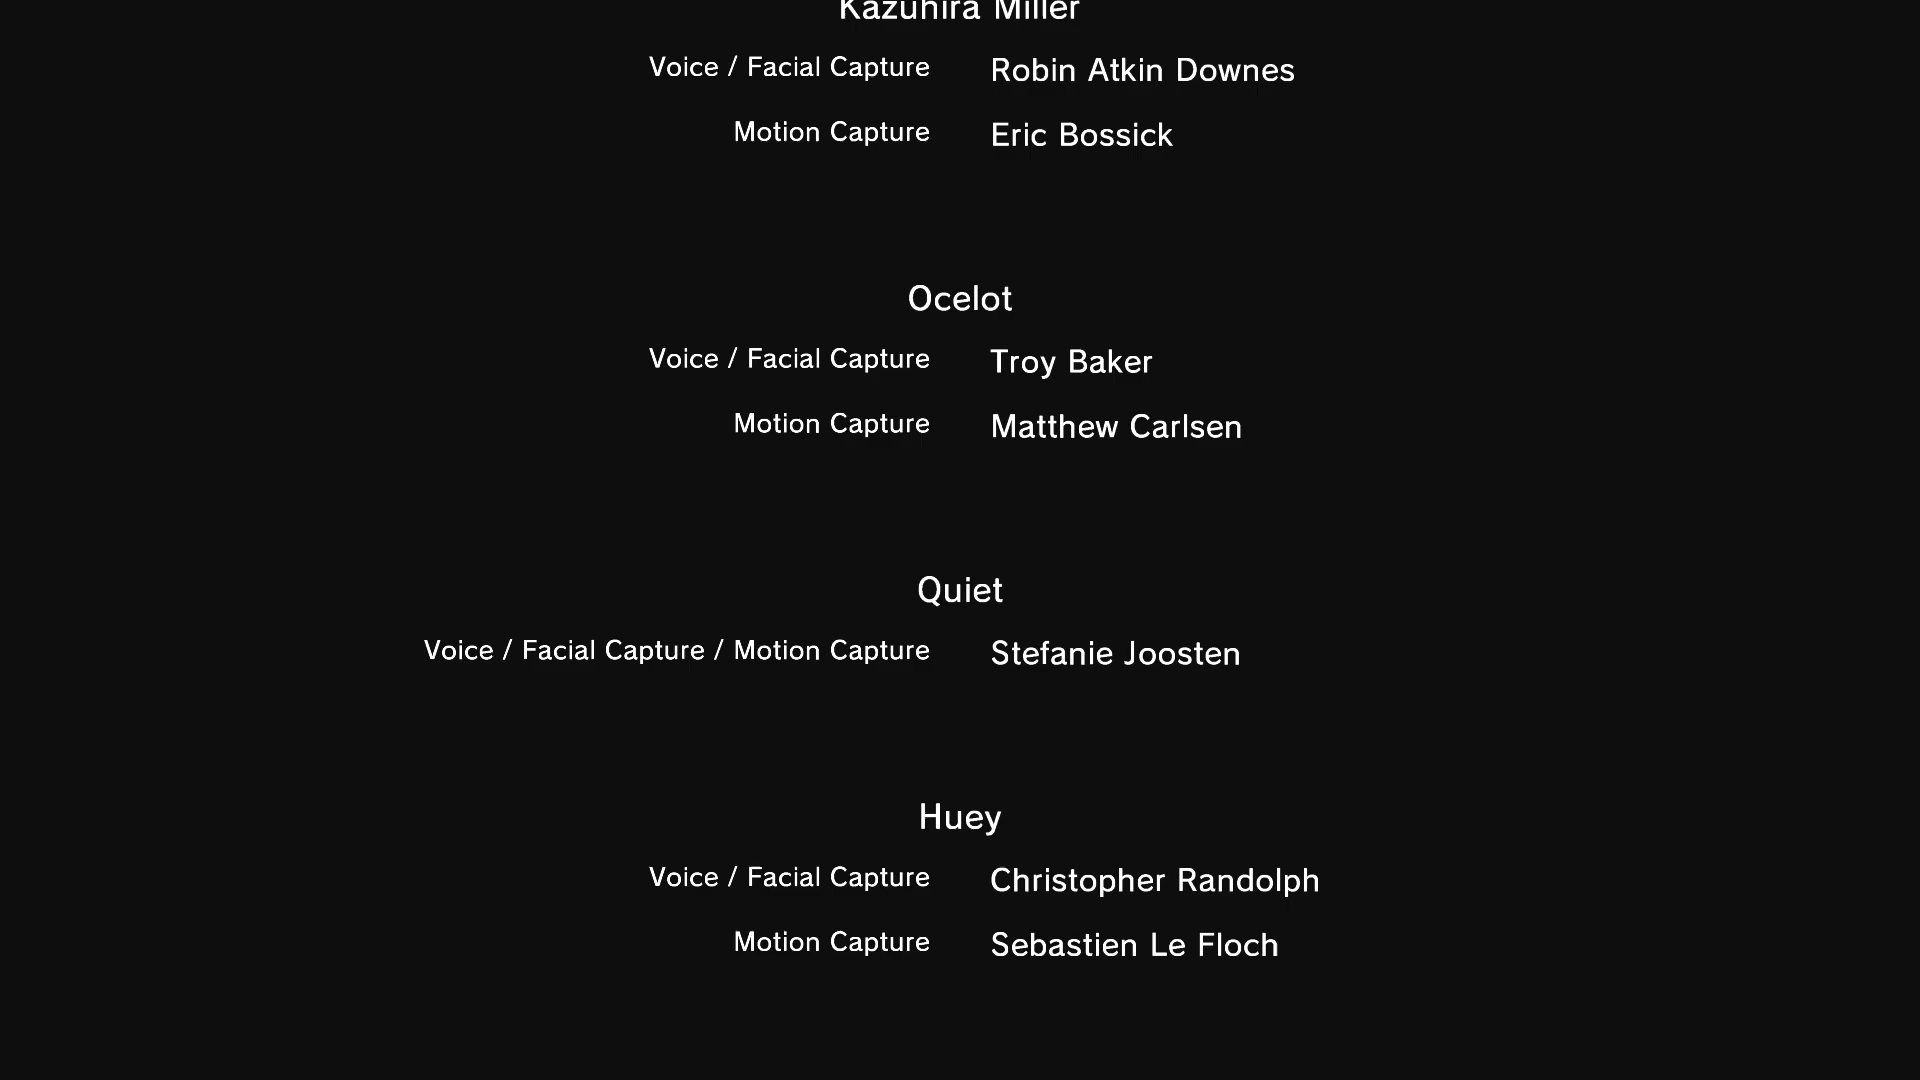 Kazuhira Miller
Voice / Facial Capture Robin Atkin Downes
Motion Capture Eric Bossick
Ocelot
Voice / Facial Capture Troy Baker
Motion Capture Matthew Carlsen
Quiet
Voice / Facial Capture / Motion Capture Stefanie Joosten
Huey
Voice / Facial Capture Christopher Randolph
Motion Capture Sebastien Le Floch